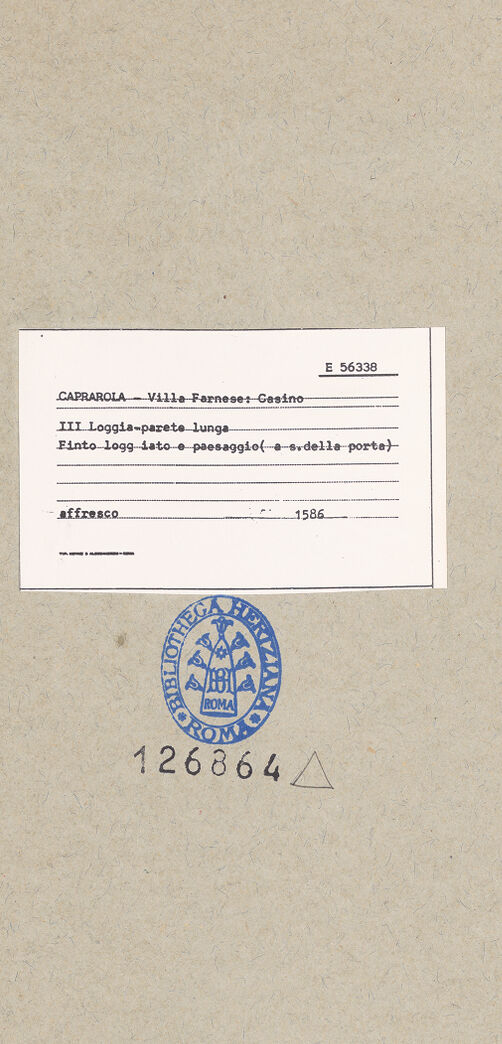 E 56338
CAPRAROLA - Villa Farnese: Casino
III Loggia-parete lunga
Finto logg iato e paesaggio( a s.della porta)
affresco 1586
BIBLIOTHECA HERTZIANA
ROMA
BH
ROMA
126864